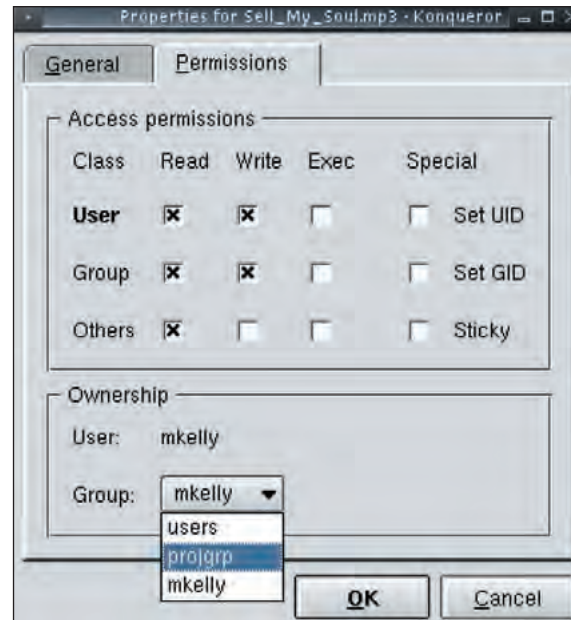 Properties for Sell_My_Soul.mp3 - Konqueror
General Permissions
Access permissions
Class Read Write Exec Special
User Set UID
Group Set GID
Others Sticky
Ownership
User: mkelly
Group: mkelly
users
projgrp
mkelly
OK Cancel